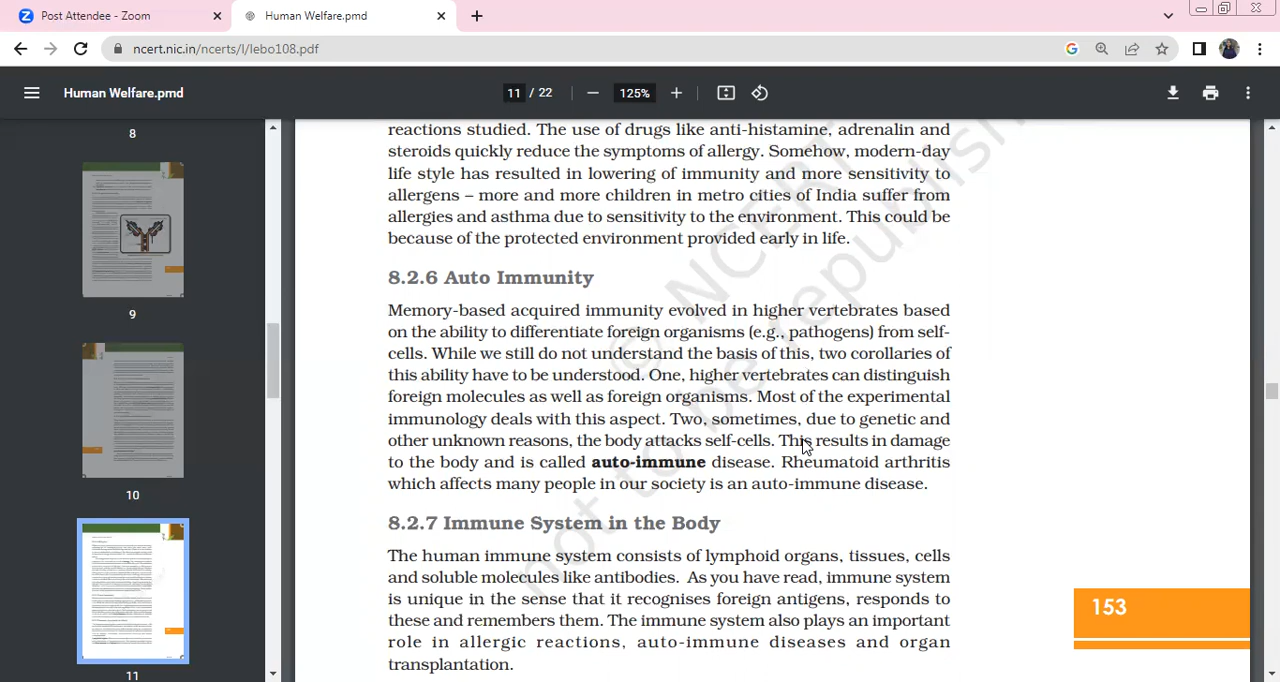 Post Attendee - Zoom
Human Welfare.pmd
ncert.nic.in/ncerts/l/lebo108.pdf
Human Welfare.pmd
11 / 22
125%
8
9
10
11
reactions studied. The use of drugs like anti-histamine, adrenalin and
steroids quickly reduce the symptoms of allergy. Somehow, modern-day
life style has resulted in lowering of immunity and more sensitivity to
allergens – more and more children in metro cities of India suffer from
allergies and asthma due to sensitivity to the environment. This could be
because of the protected environment provided early in life.
8.2.6 Auto Immunity
Memory-based acquired immunity evolved in higher vertebrates based
on the ability to differentiate foreign organisms (e.g., pathogens) from self-
cells. While we still do not understand the basis of this, two corollaries of
this ability have to be understood. One, higher vertebrates can distinguish
foreign molecules as well as foreign organisms. Most of the experimental
immunology deals with this aspect. Two, sometimes, due to genetic and
other unknown reasons, the body attacks self-cells. This results in damage
to the body and is called auto-immune disease. Rheumatoid arthritis
which affects many people in our society is an auto-immune disease.
8.2.7 Immune System in the Body
The human immune system consists of lymphoid organs, tissues, cells
and soluble molecules like antibodies. As you have read, immune system
is unique in the sense that it recognises foreign antigens, responds to
these and remembers them. The immune system also plays an important
role in allergic reactions, auto-immune diseases and organ
transplantation.
153
© NCERT
not to be republish